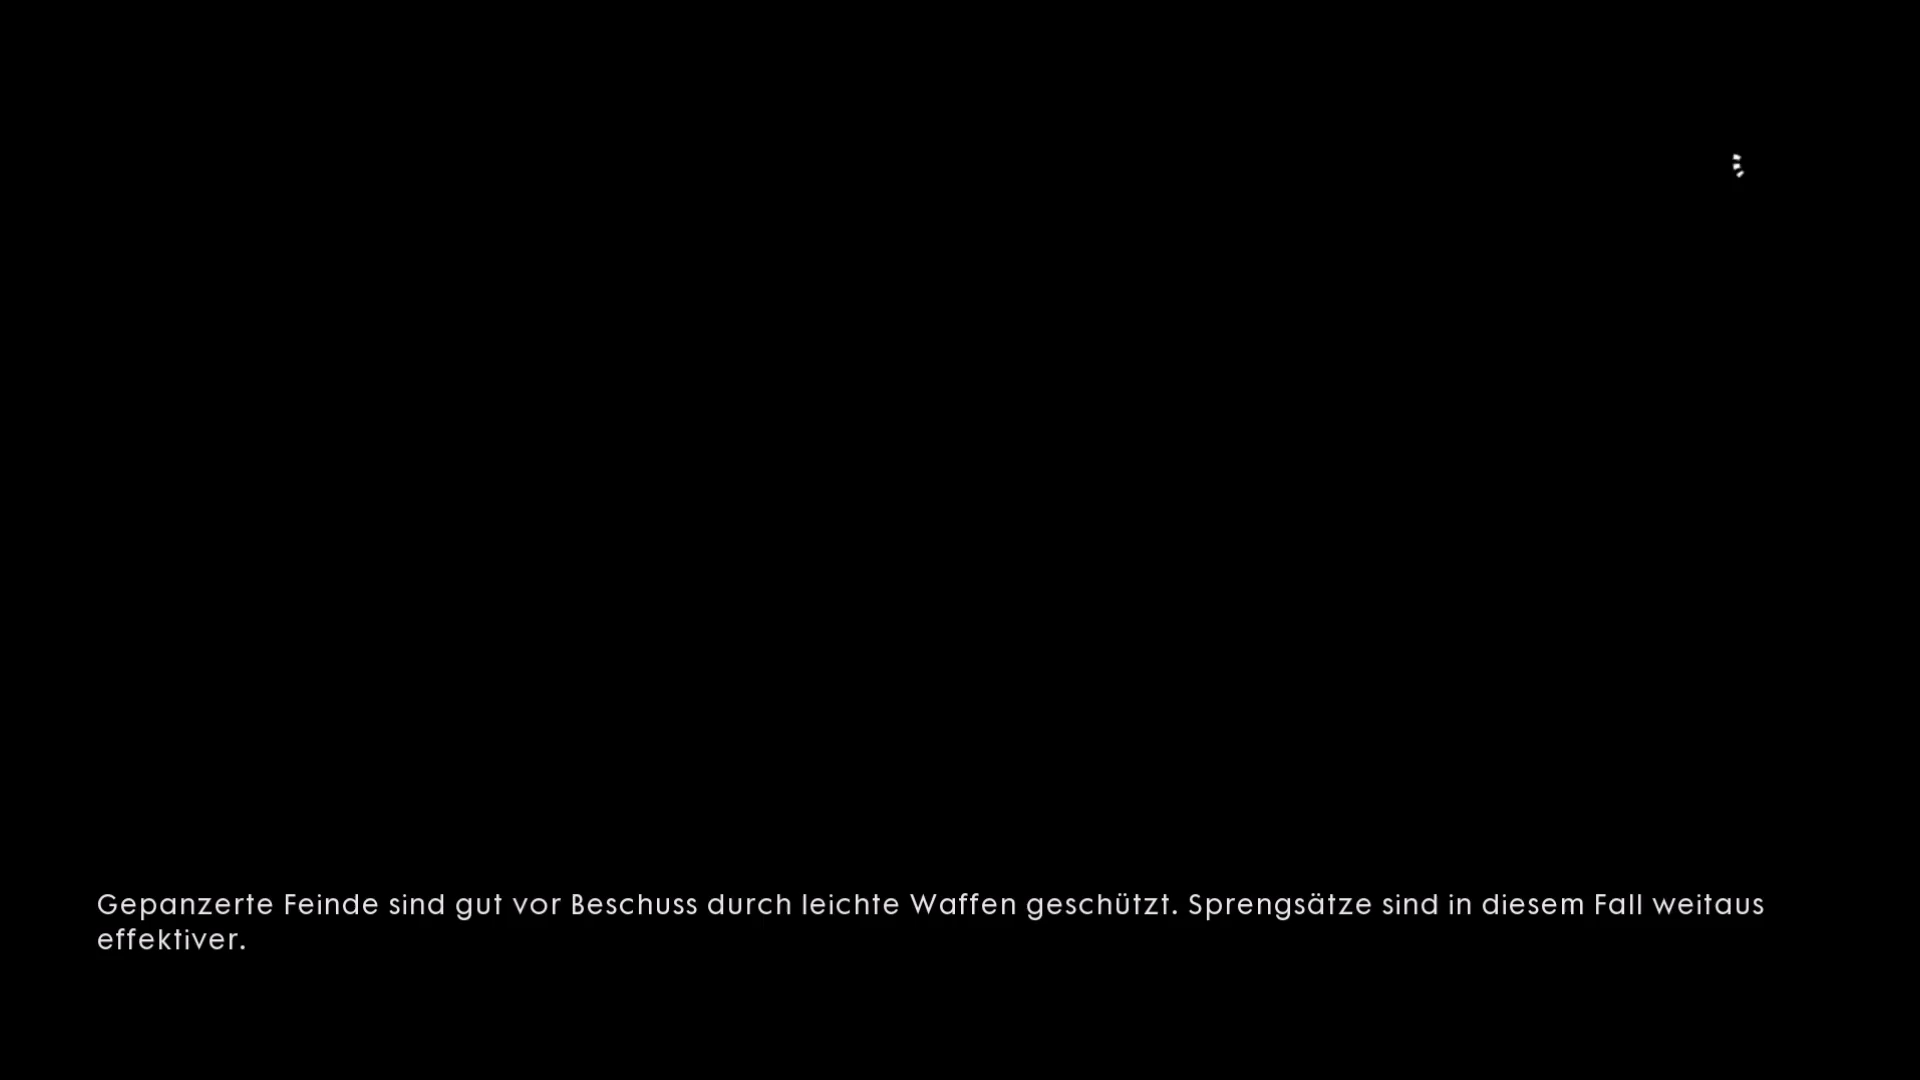 Gepanzerte Feinde sind gut vor Beschuss durch leichte Waffen geschützt. Sprengsätze sind in diesem Fall weitaus
effektiver.